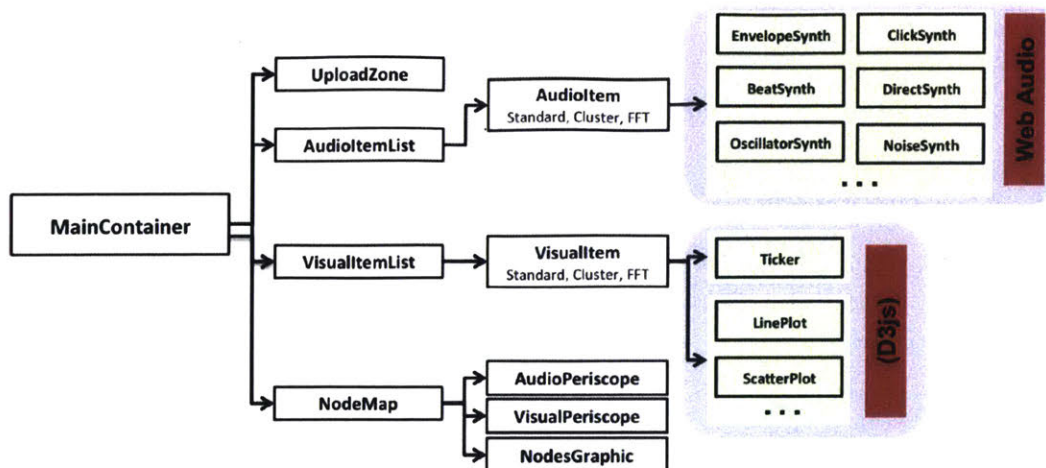 MainContainer
UploadZone
AudioItemList
VisualItemList
NodeMap
AudioItem
Standard, Cluster, FFT
VisualItem
Standard, Cluster, FFT
AudioPeriscope
VisualPeriscope
NodesGraphic
EnvelopeSynth
ClickSynth
BeatSynth
DirectSynth
OscillatorSynth
NoiseSynth
...
Web Audio
Ticker
LinePlot
ScatterPlot
...
(D3js)